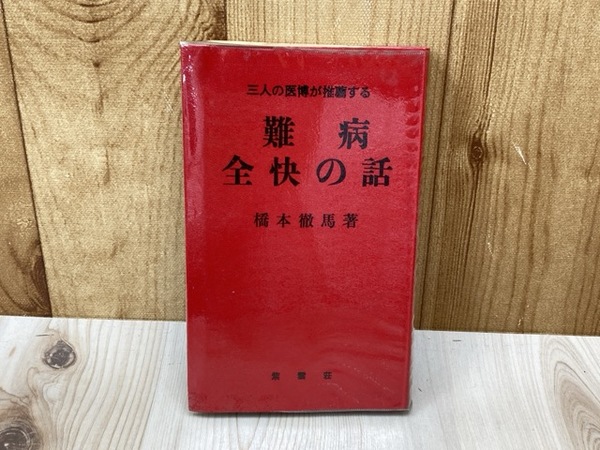 三人の医博が推薦する
難病
全快の話
橋本徹馬著
紫雲荘